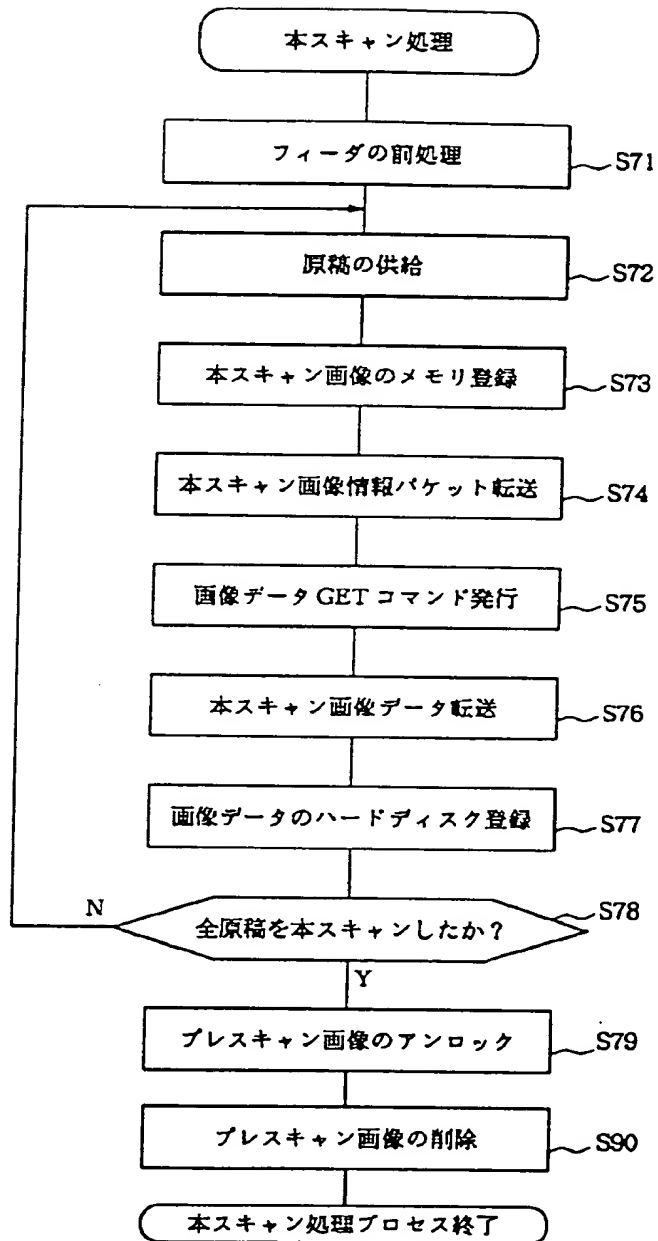 本スキャン処理
フィーダの前処理
S71
原稿の供給
S72
本スキャン画像のメモリ登録
S73
本スキャン画像情報パケット転送
S74
画像データGETコマンド発行
S75
本スキャン画像データ転送
S76
画像データのハードディスク登録
S77
N
全原稿を本スキャンしたか?
S78
Y
プレスキャン画像のアンロック
S79
プレスキャン画像の削除
S90
本スキャン処理プロセス終了